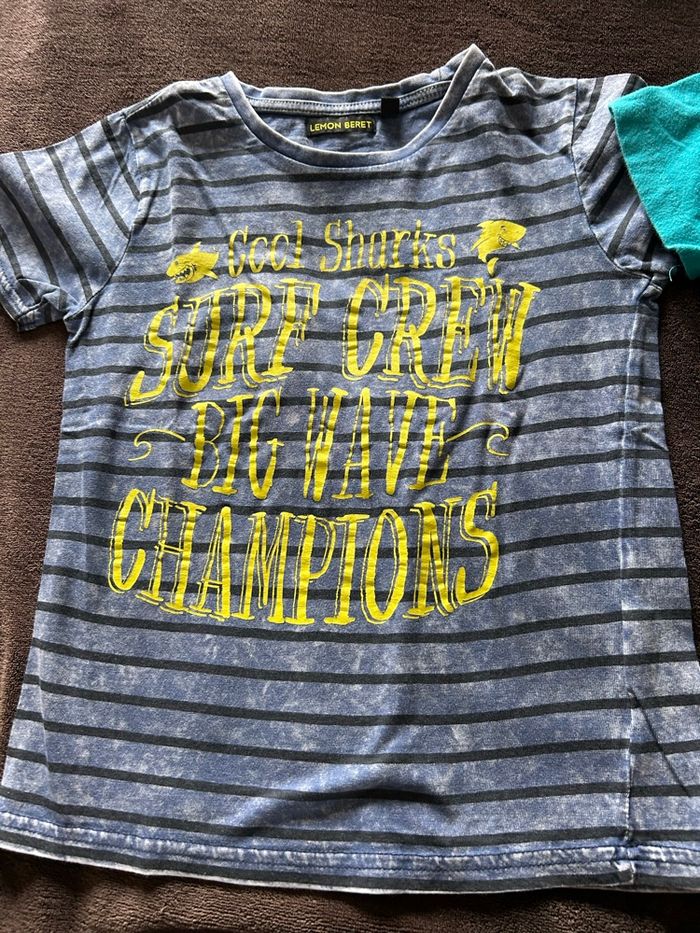 LEMON BERET
Cool Sharks
SURF CREW
BIG WAVE
CHAMPIONS